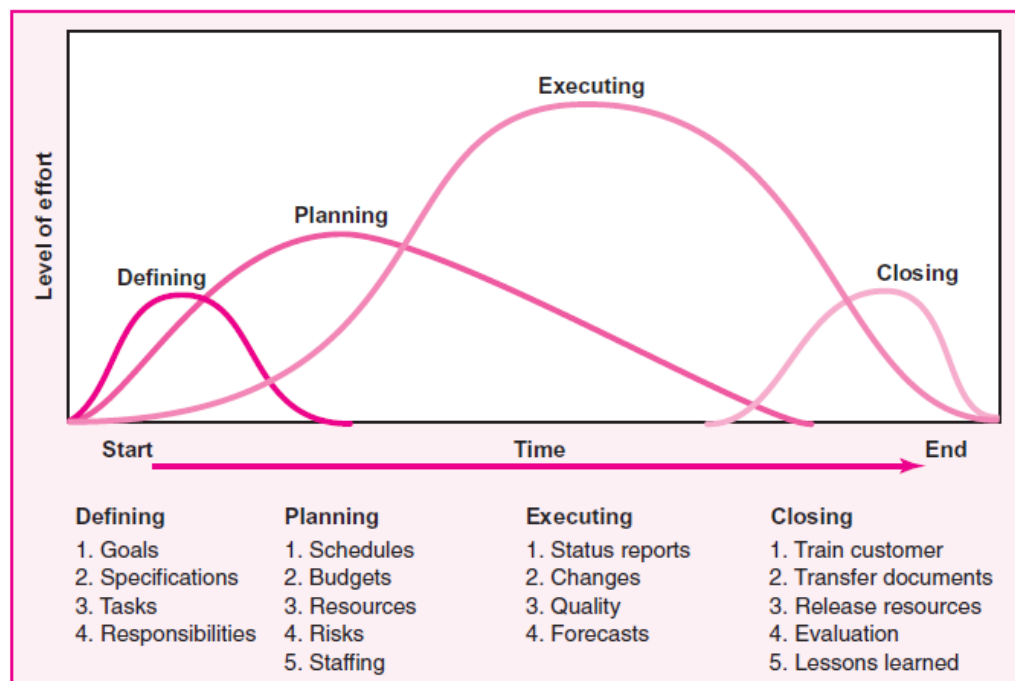 Executing
Planning
Defining
Closing
Level of effort
Start
Time
End
Defining
1. Goals
2. Specifications
3. Tasks
4. Responsibilities
Planning
1. Schedules
2. Budgets
3. Resources
4. Risks
5. Staffing
Executing
1. Status reports
2. Changes
3. Quality
4. Forecasts
Closing
1. Train customer
2. Transfer documents
3. Release resources
4. Evaluation
5. Lessons learned